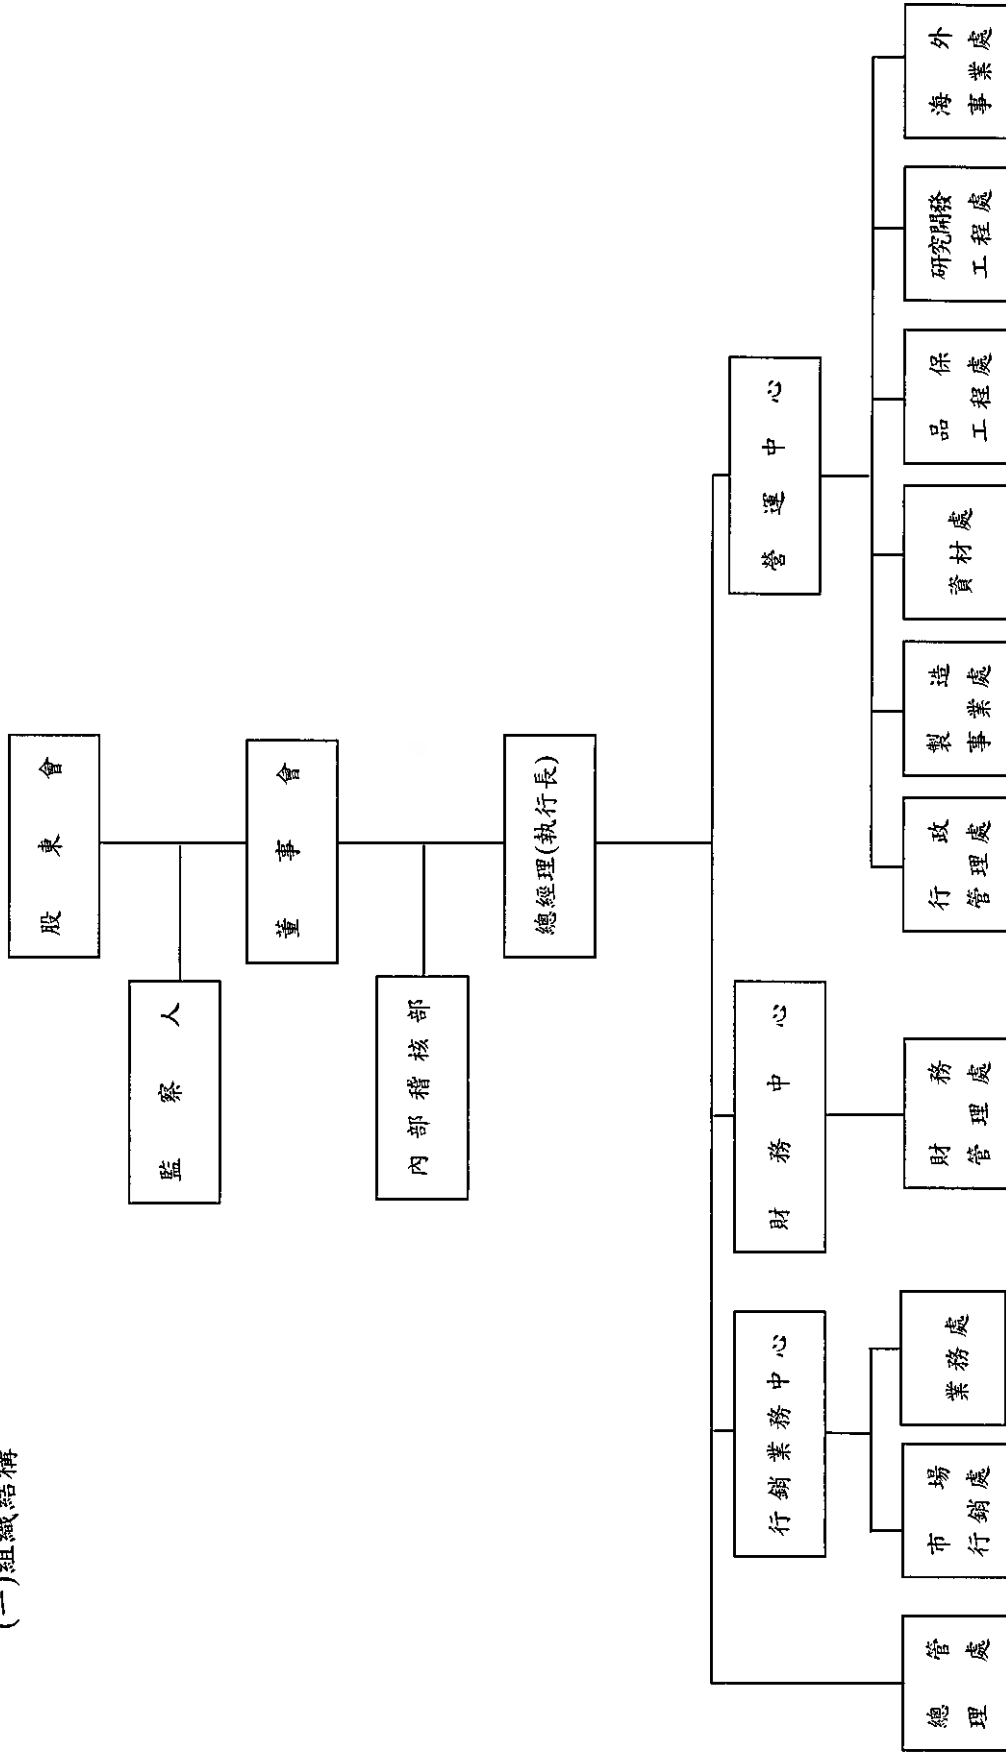 (一)組織結構
股東會
監察人
董事會
內部稽核部
總經理(執行長)
行銷業務中心
財務中心
營運中心
總管
理處
市場
行銷處
業務處
財務
管理處
行政
管理處
製造
事業處
資材處
品保
工程處
研究開發
工程處
海外
事業處